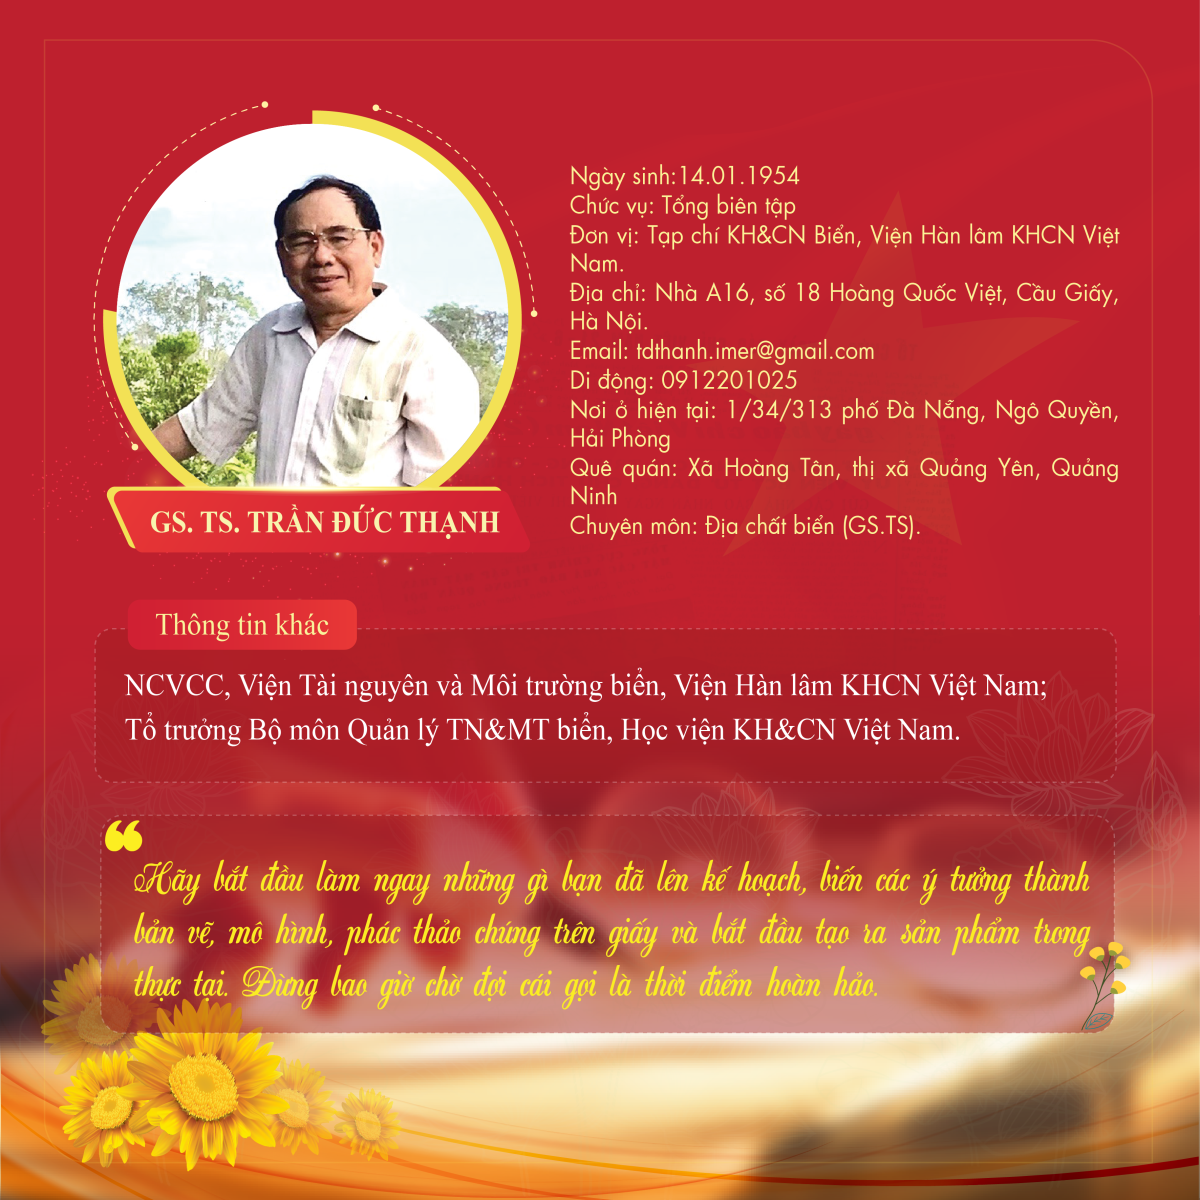 Ngày sinh:14.01.1954
Chức vụ: Tổng biên tập
Đơn vị: Tạp chí KH&CN Biển, Viện Hàn lâm KHCN Việt
Nam.
Địa chỉ: Nhà A16, số 18 Hoàng Quốc Việt, Cầu Giấy,
Hà Nội.
Email: tdthanh.imer@gmail.com
Di động: 0912201025
Nơi ở hiện tại: 1/34/313 phố Đà Nẵng, Ngô Quyền,
Hải Phòng
Quê quán: Xã Hoàng Tân, thị xã Quảng Yên, Quảng
Ninh
Chuyên môn: Địa chất biển (GS.TS).
GS. TS. TRẦN ĐỨC THẠNH
Thông tin khác
NCVCC, Viện Tài nguyên và Môi trường biển, Viện Hàn lâm KHCN Việt Nam;
Tổ trưởng Bộ môn Quản lý TN&MT biển, Học viện KH&CN Việt Nam.
“
Hãy bắt đầu làm ngay những gì bạn đã lên kế hoạch, biến các ý tưởng thành
bản vẽ, mô hình, phác thảo chúng trên giấy và bắt đầu tạo ra sản phẩm trong
thực tại. Đừng bao giờ chờ đợi cái gọi là thời điểm hoàn hảo.